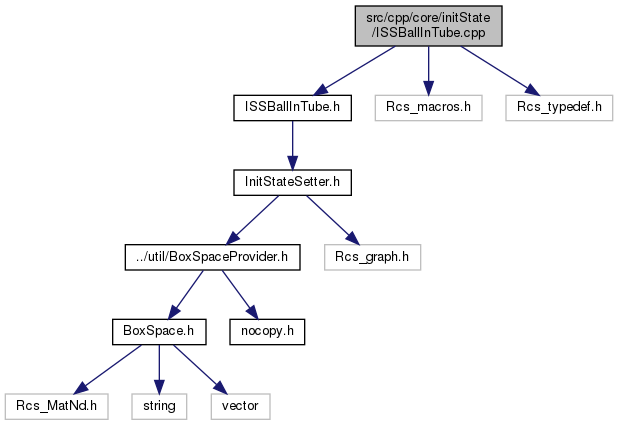 src/cpp/core/initState
/ISSBallInTube.cpp
ISSBallInTube.h
Rcs_macros.h
Rcs_typedef.h
InitStateSetter.h
../util/BoxSpaceProvider.h
Rcs_graph.h
BoxSpace.h
nocopy.h
Rcs_MatNd.h
string
vector